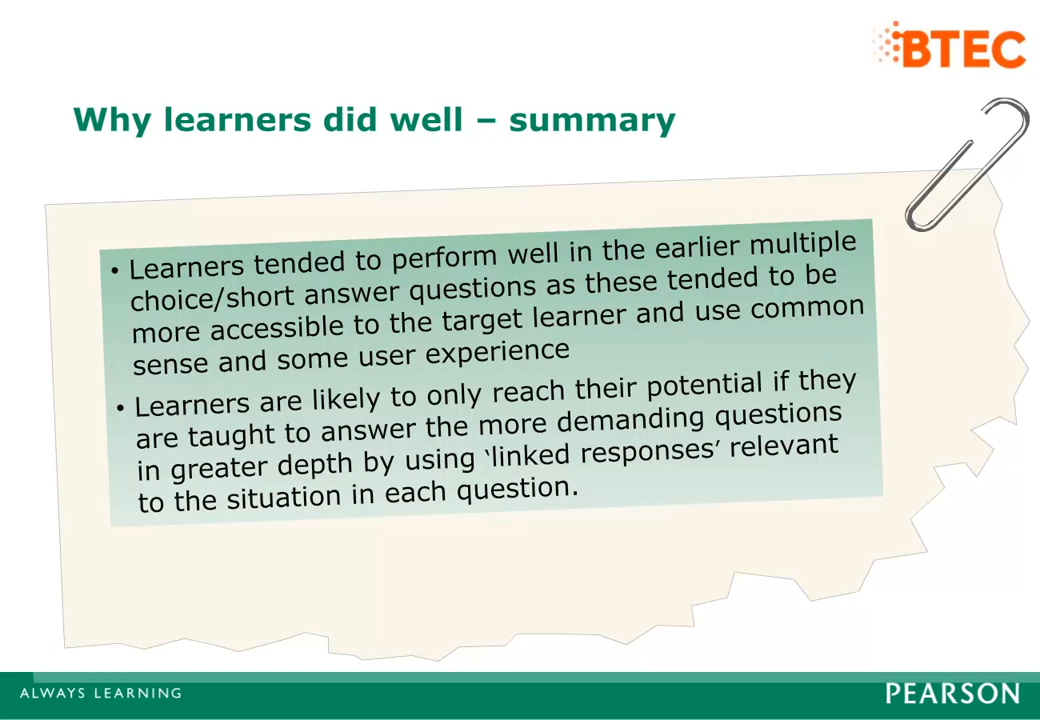 BTEC
Why learners did well – summary
• Learners tended to perform well in the earlier multiple
choice/short answer questions as these tended to be
more accessible to the target learner and use common
sense and some user experience
• Learners are likely to only reach their potential if they
are taught to answer the more demanding questions
in greater depth by using ‘linked responses’ relevant
to the situation in each question.
ALWAYS LEARNING
PEARSON